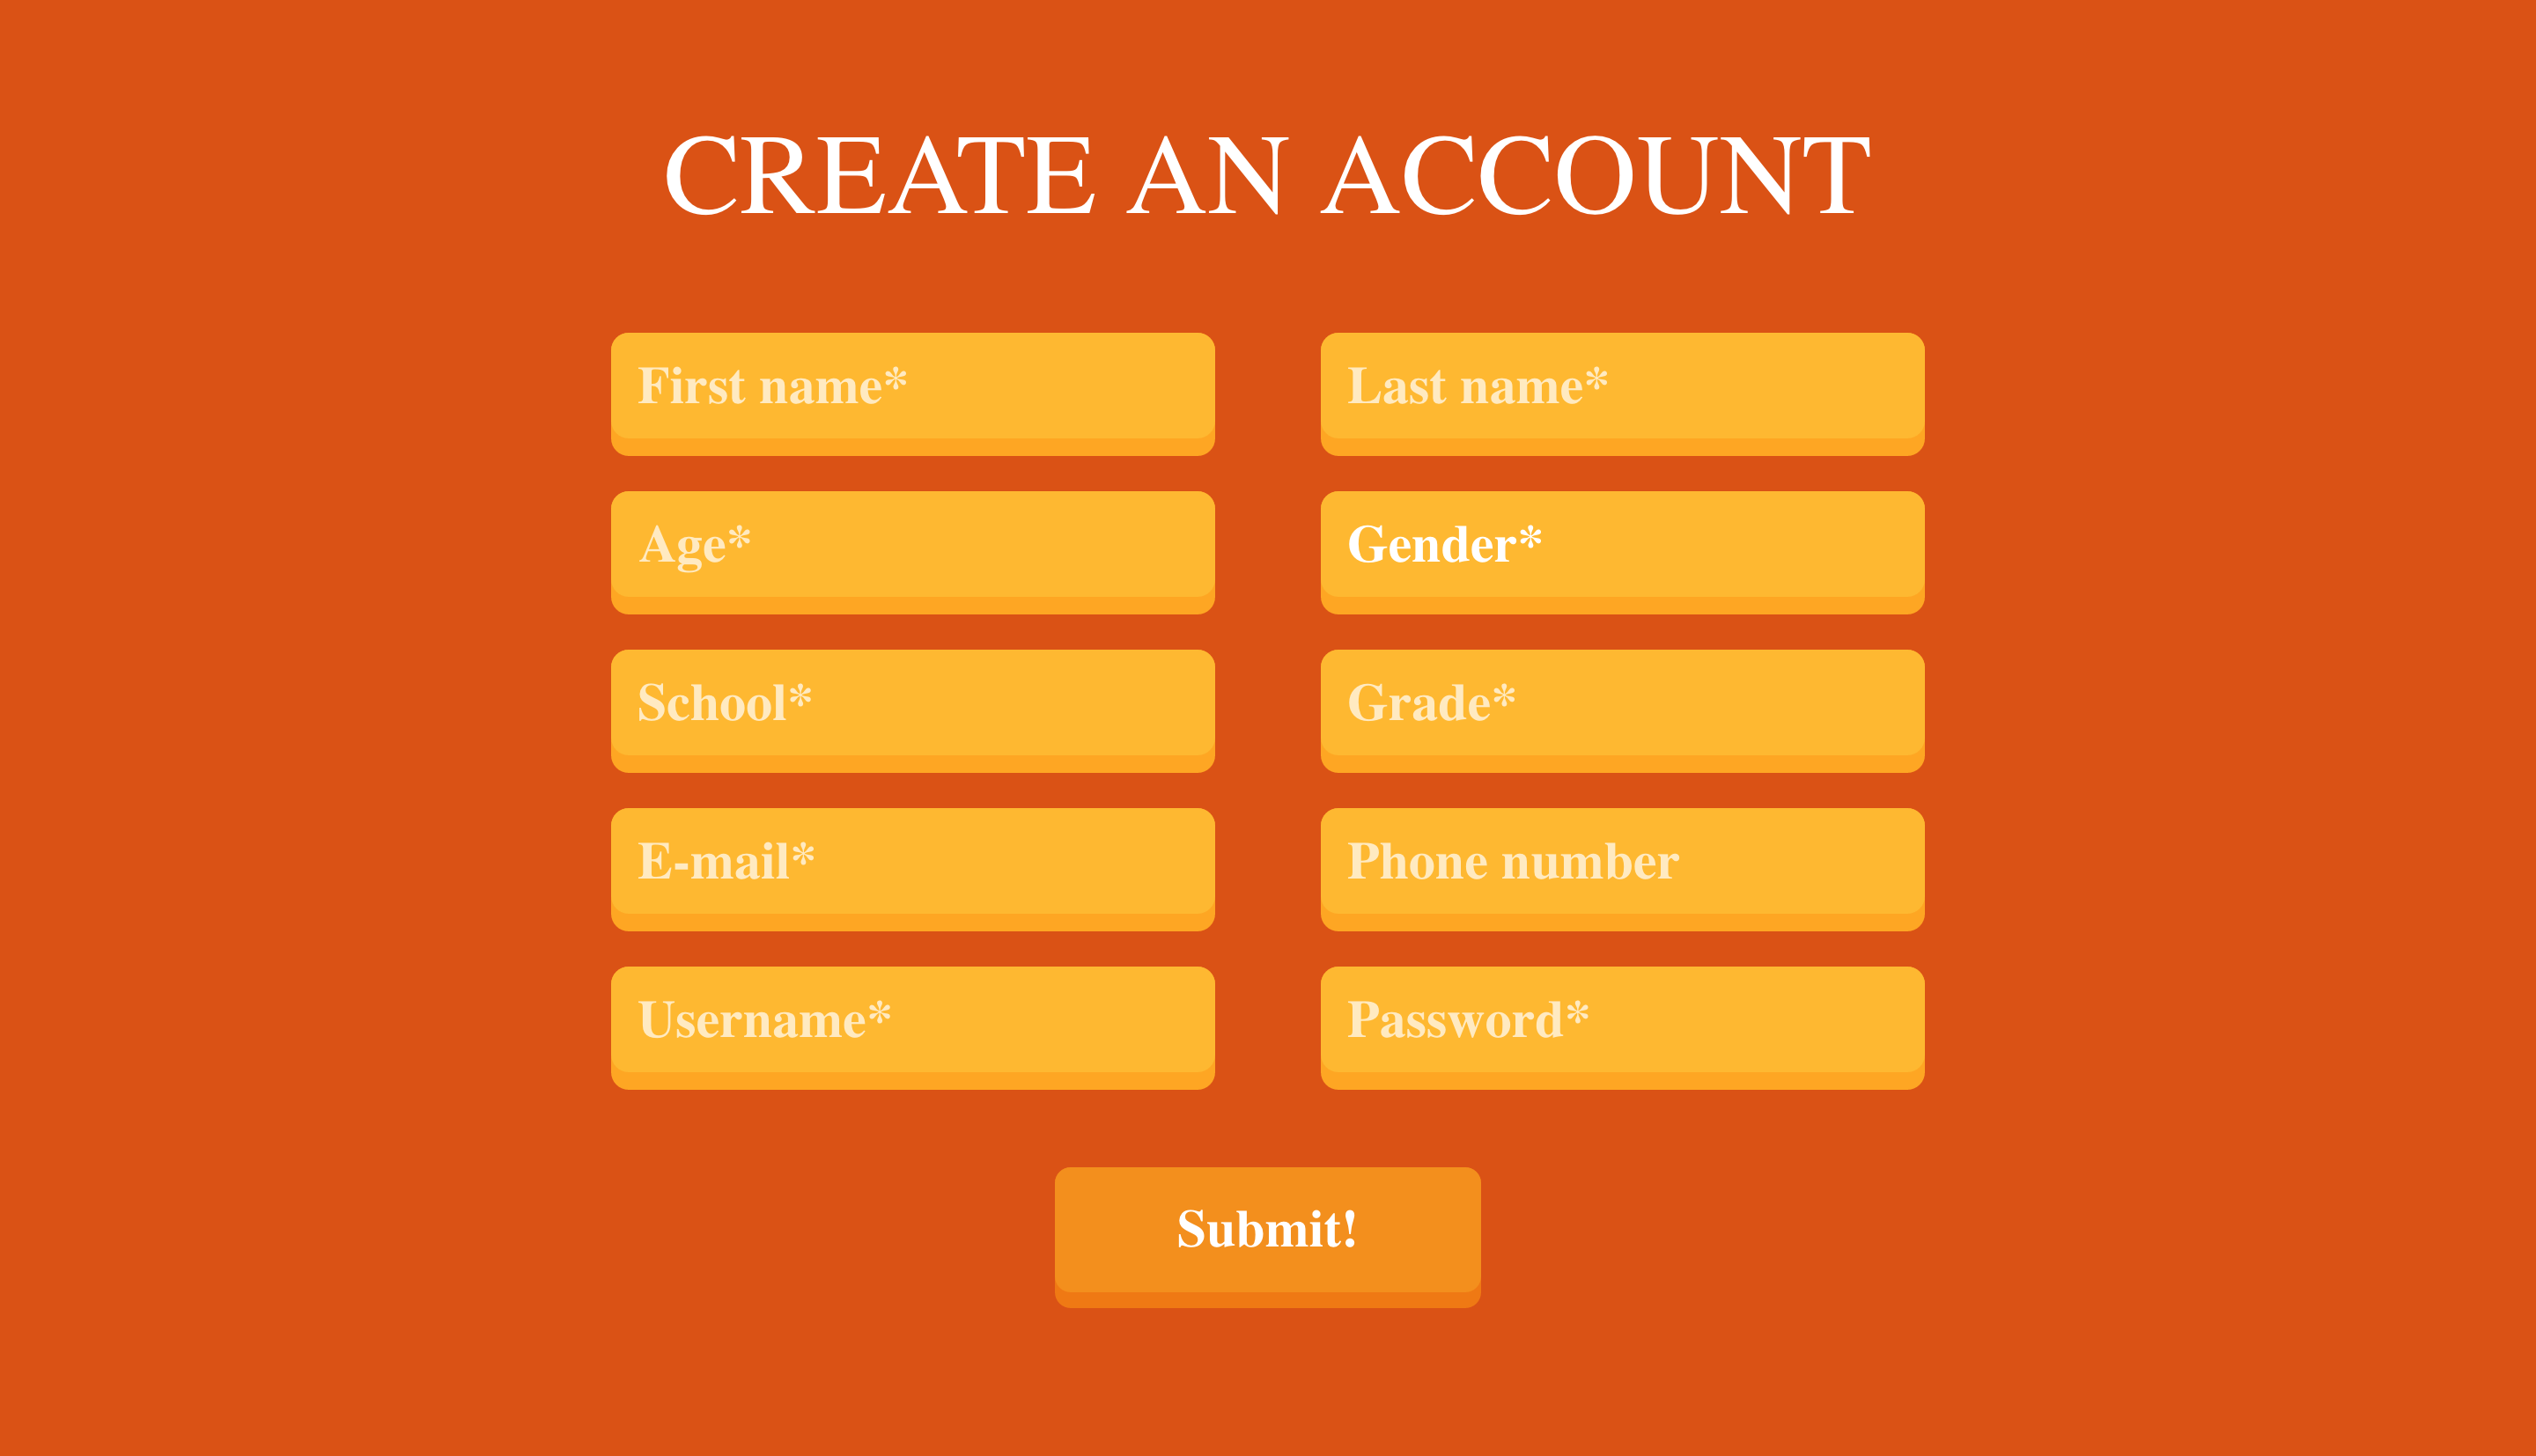 CREATE AN ACCOUNT
First name*
Last name*
Age*
Gender*
School*
Grade*
E-mail*
Phone number
Username*
Password*
Submit!